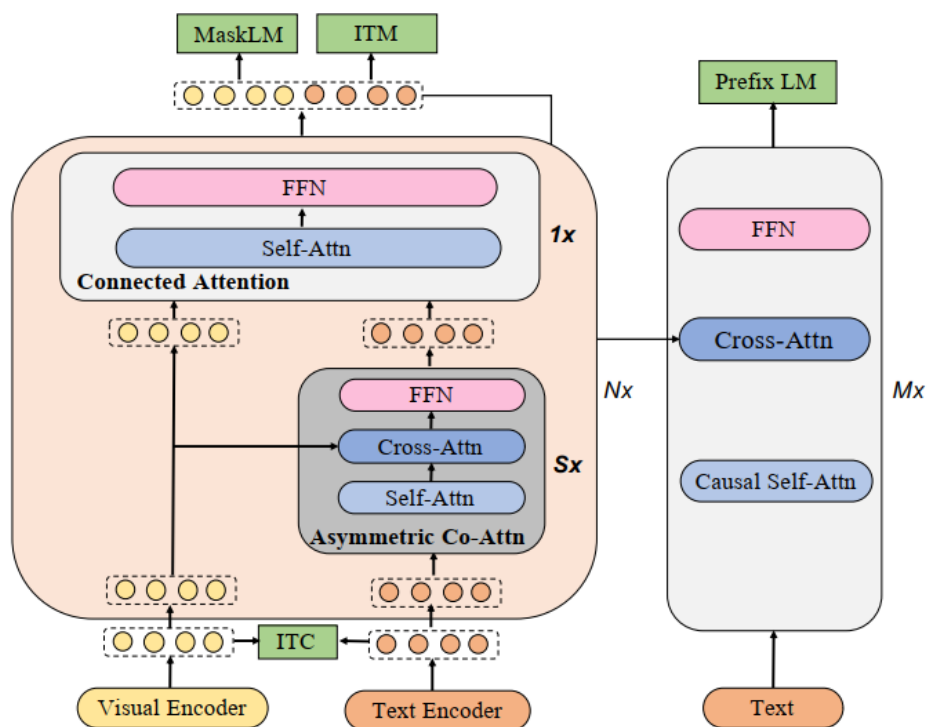 MaskLM
ITM
Prefix LM
FFN
Self-Attn
1x
Connected Attention
FFN
Cross-Attn
Self-Attn
Sx
Asymmetric Co-Attn
Nx
FFN
Cross-Attn
Causal Self-Attn
Mx
ITC
Visual Encoder
Text Encoder
Text